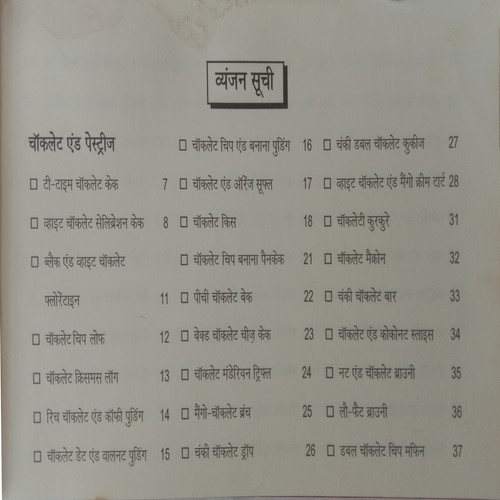 व्यंजन सूची
चॉकलेट एंड पेस्ट्रीज
☐ टी-टाइम चॉकलेट केक 7
☐ व्हाइट चॉकलेट सेलिब्रेशन केक 8
☐ ब्लैक एंड व्हाइट चॉकलेट
फ्लोरेंटाइन 11
☐ चॉकलेट चिप लोफ 12
☐ चॉकलेट क्रिसमस लॉग 13
☐ रिच चॉकलेट एंड कॉफी पुडिंग 14
☐ चॉकलेट डेट एंड वालनट पुडिंग 15
☐ चॉकलेट चिप एंड बनाना पुडिंग 16
☐ चॉकलेट एंड ऑरेंज सूफ्ल 17
☐ चॉकलेट किस 18
☐ चॉकलेट चिप बनाना पैनकेक 21
☐ पीची चॉकलेट बेक 22
☐ बेक्ड चॉकलेट चीज़ केक 23
☐ चॉकलेट मंडेरियन ट्रिफ्ल 24
☐ मैंगो-चॉकलेट ब्रंच 25
☐ चंकी चॉकलेट ड्रॉप 26
☐ चंकी डबल चॉकलेट कुकीज 27
☐ व्हाइट चॉकलेट एंड मैंगो क्रीम टार्ट 28
☐ चॉकलेटी कुरकुरे 31
☐ चॉकलेट मैक्रोन 32
☐ चंकी चॉकलेट बार 33
☐ चॉकलेट एंड कोकोनट स्लाइस 34
☐ नट एंड चॉकलेट ब्राउनी 35
☐ लौ-फैट ब्राउनी 36
☐ डबल चॉकलेट चिप मफिन 37